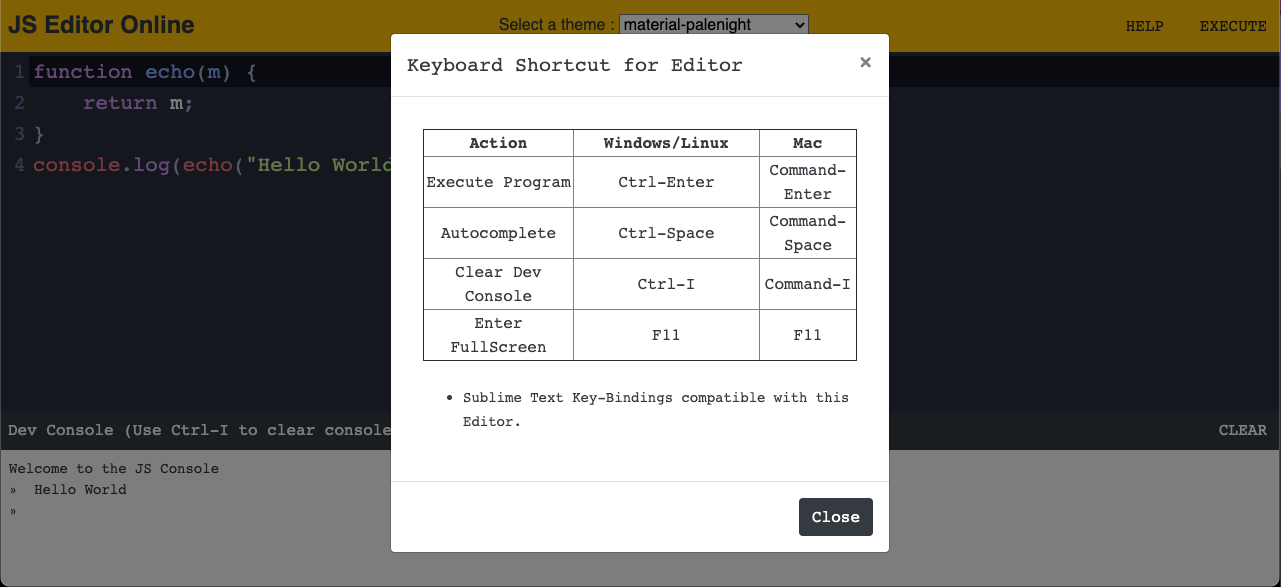 JS Editor Online
Select a theme : material-palenight
HELP EXECUTE
Keyboard Shortcut for Editor ×
1 function echo(m) {
2 return m;
3 }
4 console.log(echo("Hello World
Action Windows/Linux Mac
Execute Program Ctrl-Enter Command-
Enter
Autocomplete Ctrl-Space Command-
Space
Clear Dev
Console Ctrl-I Command-I
Enter
FullScreen F11 F11
• Sublime Text Key-Bindings compatible with this
Editor.
Close
Dev Console (Use Ctrl-I to clear console
CLEAR
Welcome to the JS Console
» Hello World
»